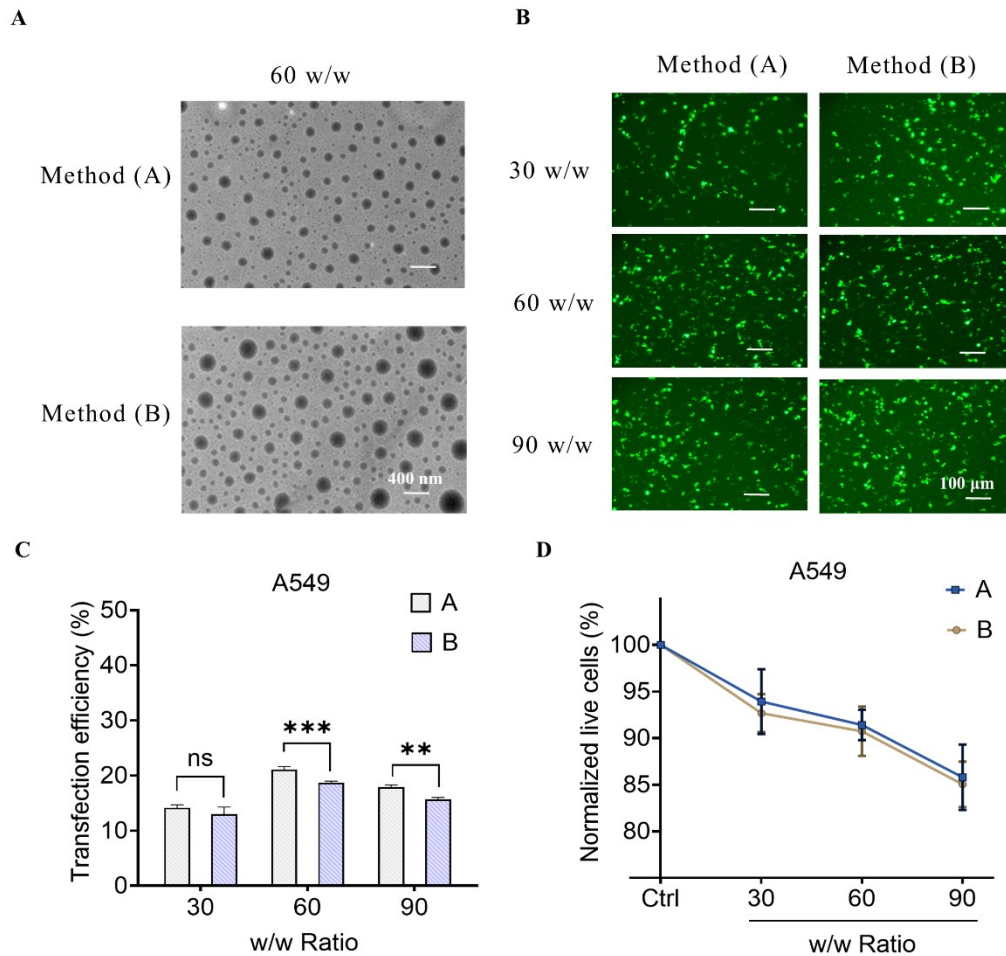 A
60 w/w
Method (A)
Method (B)
400 nm
B
Method (A) Method (B)
30 w/w
60 w/w
90 w/w
100 μm
C
A549
A
B
Transfection efficiency (%)
50
40
30
20
10
0
ns
***
**
30 60 90
w/w Ratio
D
A549
A
B
Normalized live cells (%)
100
95
90
85
80
Ctrl 30 60 90
w/w Ratio